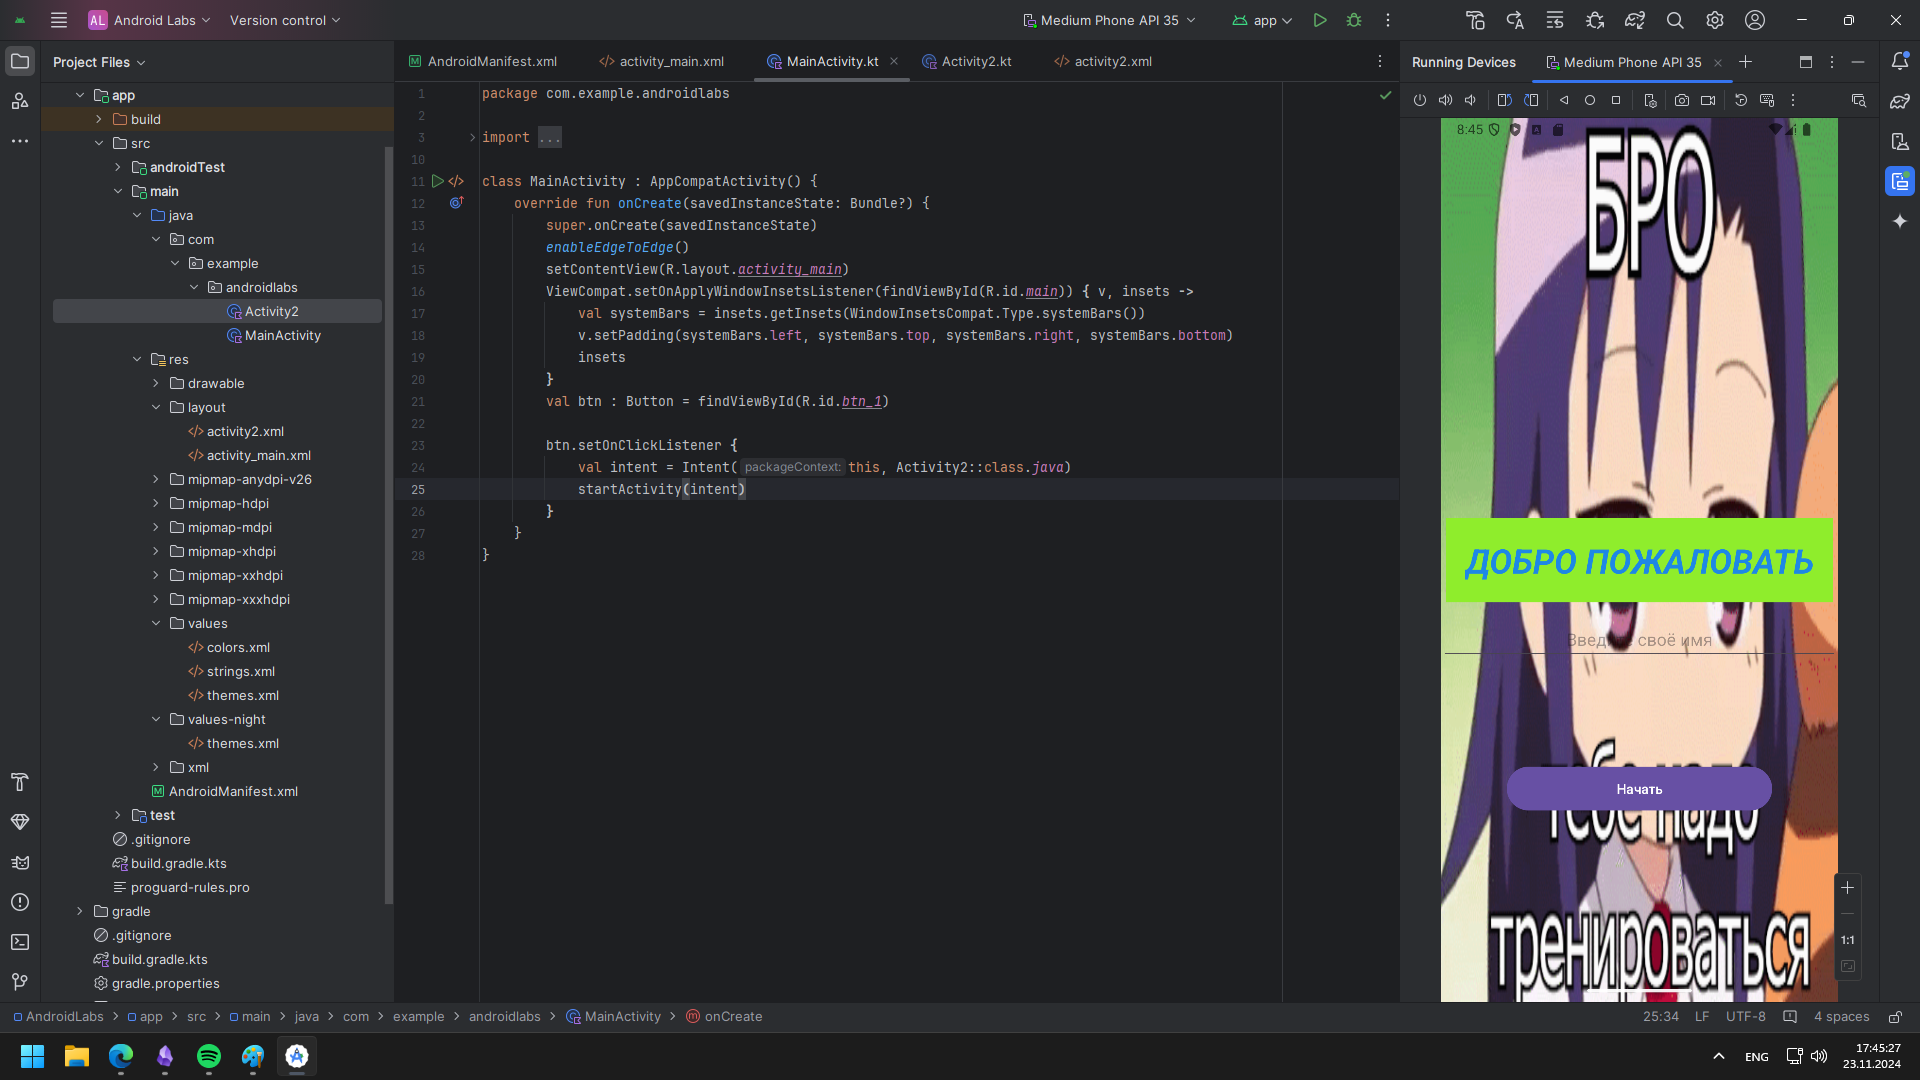 AL Android Labs Version control Medium Phone API 35 app
Project Files
AndroidManifest.xml activity_main.xml MainActivity.kt Activity2.kt activity2.xml
Running Devices Medium Phone API 35
app
build
src
androidTest
main
java
com
example
androidlabs
Activity2
MainActivity
res
drawable
layout
activity2.xml
activity_main.xml
mipmap-anydpi-v26
mipmap-hdpi
mipmap-mdpi
mipmap-xhdpi
mipmap-xxhdpi
mipmap-xxxhdpi
values
colors.xml
strings.xml
themes.xml
values-night
themes.xml
xml
AndroidManifest.xml
test
.gitignore
build.gradle.kts
proguard-rules.pro
gradle
.gitignore
build.gradle.kts
gradle.properties
1 package com.example.androidlabs
2
3 import ...
10
11 class MainActivity : AppCompatActivity() {
12 override fun onCreate(savedInstanceState: Bundle?) {
13 super.onCreate(savedInstanceState)
14 enableEdgeToEdge()
15 setContentView(R.layout.activity_main)
16 ViewCompat.setOnApplyWindowInsetsListener(findViewById(R.id.main)) { v, insets ->
17 val systemBars = insets.getInsets(WindowInsetsCompat.Type.systemBars())
18 v.setPadding(systemBars.left, systemBars.top, systemBars.right, systemBars.bottom)
19 insets
20 }
21 val btn : Button = findViewById(R.id.btn_1)
22
23 btn.setOnClickListener {
24 val intent = Intent( packageContext: this, Activity2::class.java)
25 startActivity(intent)
26 }
27 }
28 }
8:45
БРО
ДОБРО ПОЖАЛОВАТЬ
Введите своё имя
Начать
тебе надо
тренироваться
1:1
AndroidLabs > app > src > main > java > com > example > androidlabs > MainActivity > onCreate
25:34 LF UTF-8 4 spaces
ENG
17:45:27
23.11.2024